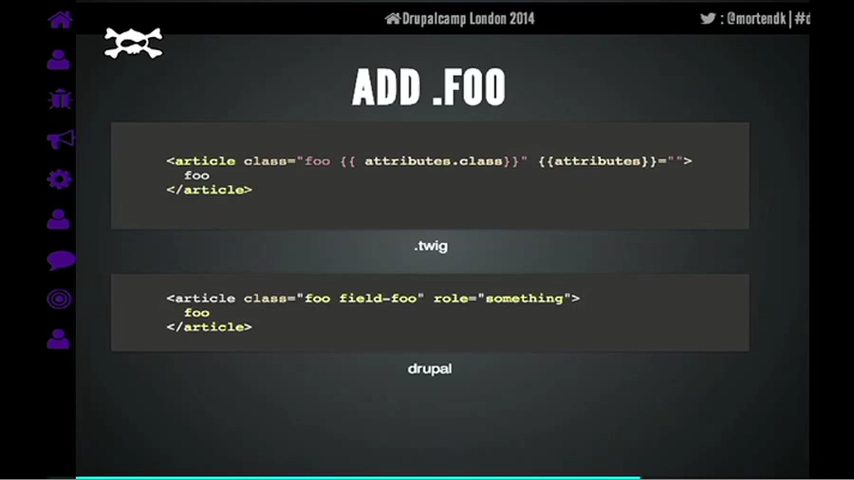 Drupalcamp London 2014
: @mortendk | #d
ADD .FOO
<article class="foo {{ attributes.class}}" {{attributes}}="">
foo
</article>
.twig
<article class="foo field-foo" role="something">
foo
</article>
drupal